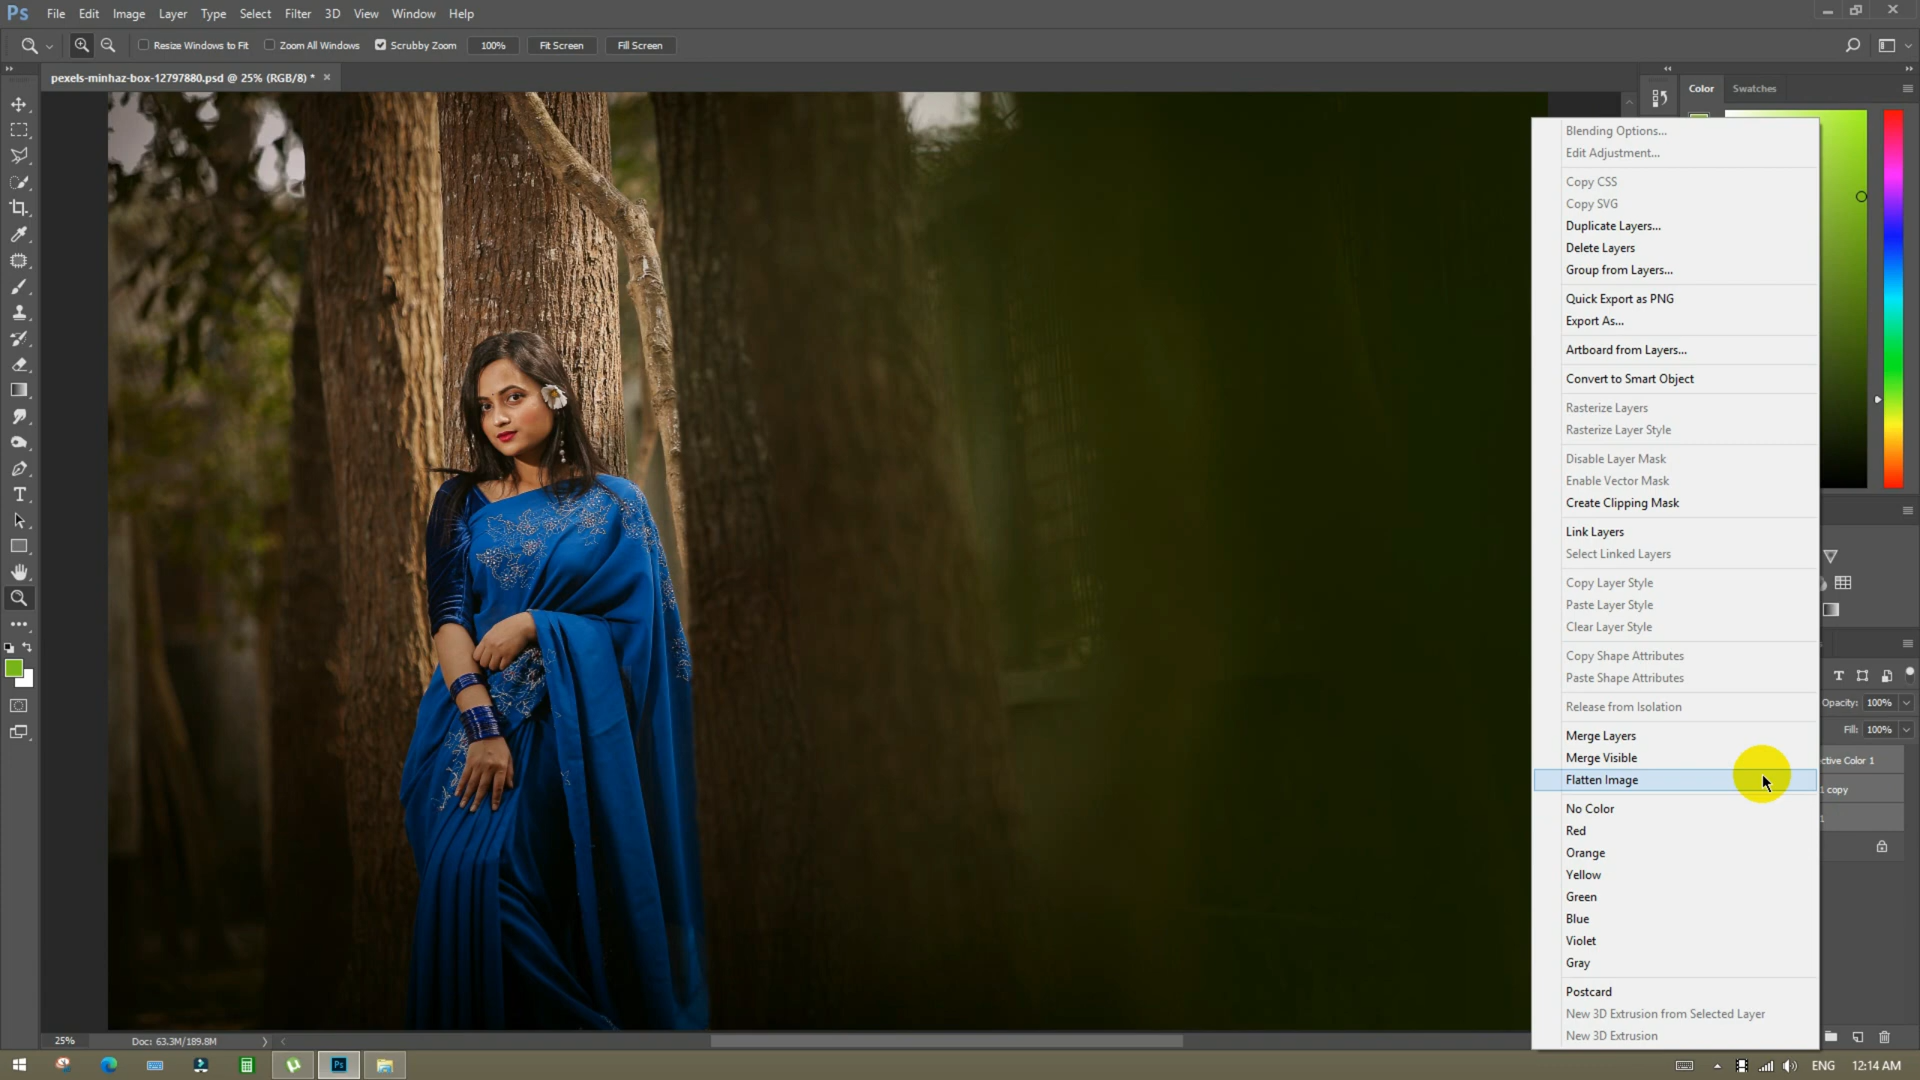 Ps File Edit Image Layer Type Select Filter 3D View Window Help
Resize Windows to Fit Zoom All Windows Scrubby Zoom 100% Fit Screen Fill Screen
pexels-minhaz-box-12797880.psd @ 25% (RGB/8) *
Color Swatches
Blending Options...
Edit Adjustment...
Copy CSS
Copy SVG
Duplicate Layers...
Delete Layers
Group from Layers...
Quick Export as PNG
Export As...
Artboard from Layers...
Convert to Smart Object
Rasterize Layers
Rasterize Layer Style
Disable Layer Mask
Enable Vector Mask
Create Clipping Mask
Link Layers
Select Linked Layers
Copy Layer Style
Paste Layer Style
Clear Layer Style
Copy Shape Attributes
Paste Shape Attributes
Release from Isolation
Merge Layers
Merge Visible
Flatten Image
No Color
Red
Orange
Yellow
Green
Blue
Violet
Gray
Postcard
New 3D Extrusion from Selected Layer
New 3D Extrusion
Opacity: 100%
Fill: 100%
ctive Color 1
1 copy
1
25% Doc: 63.3M/189.8M
Ps
ENG 12:14 AM